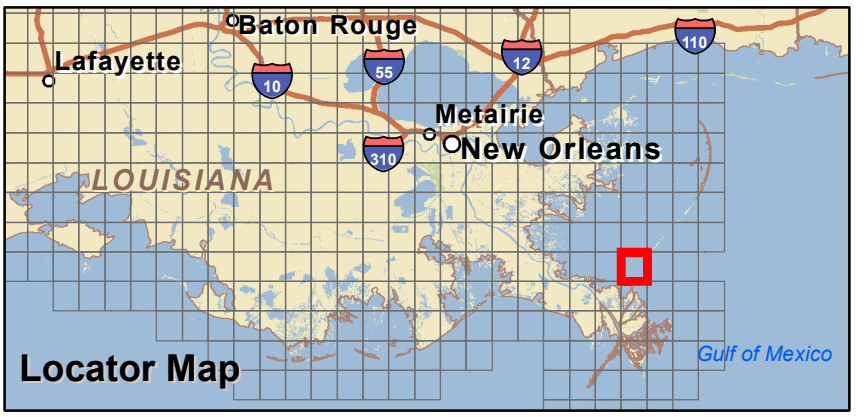 Baton Rouge
110
Lafayette
55
12
10
Metairie
310
New Orleans
LOUISIANA
Gulf of Mexico
Locator Map